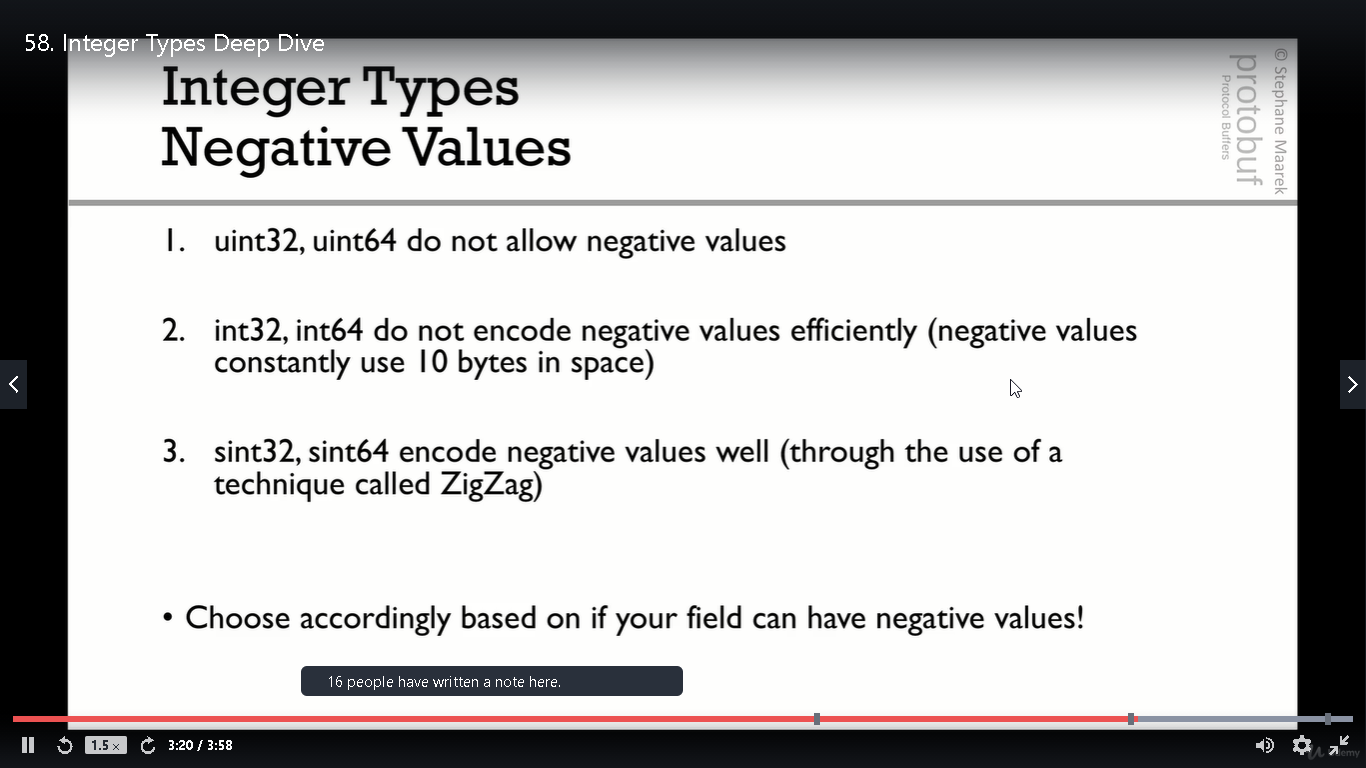 58. Integer Types Deep Dive
Integer Types
Negative Values
© Stephane Maarek
protobuf
Protocol Buffers
1. uint32, uint64 do not allow negative values
2. int32, int64 do not encode negative values efficiently (negative values
constantly use 10 bytes in space)
3. sint32, sint64 encode negative values well (through the use of a
technique called ZigZag)
• Choose accordingly based on if your field can have negative values!
16 people have written a note here.
1.5 x
3:20 / 3:58
Udemy